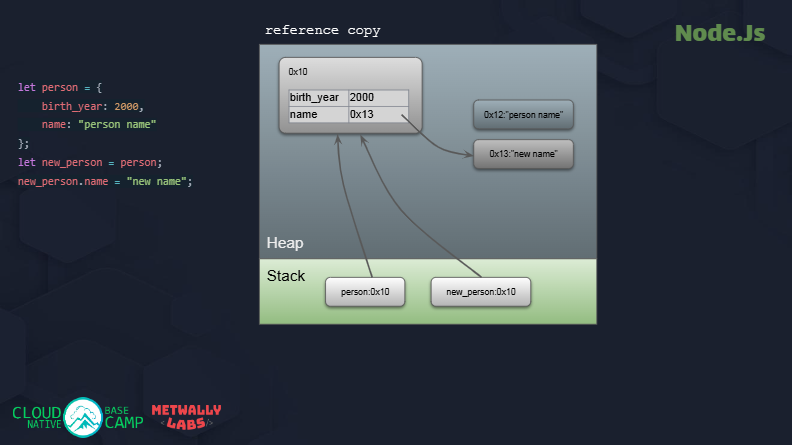 reference copy
Node.Js
let person = {
    birth_year: 2000,
    name: "person name"
};
let new_person = person;
new_person.name = "new name";
0x10
birth_year 2000
name 0x13
0x12:"person name"
0x13:"new name"
Heap
Stack
person:0x10
new_person:0x10
CLOUD NATIVE
BASE CAMP
METWALLY
<LABS/>